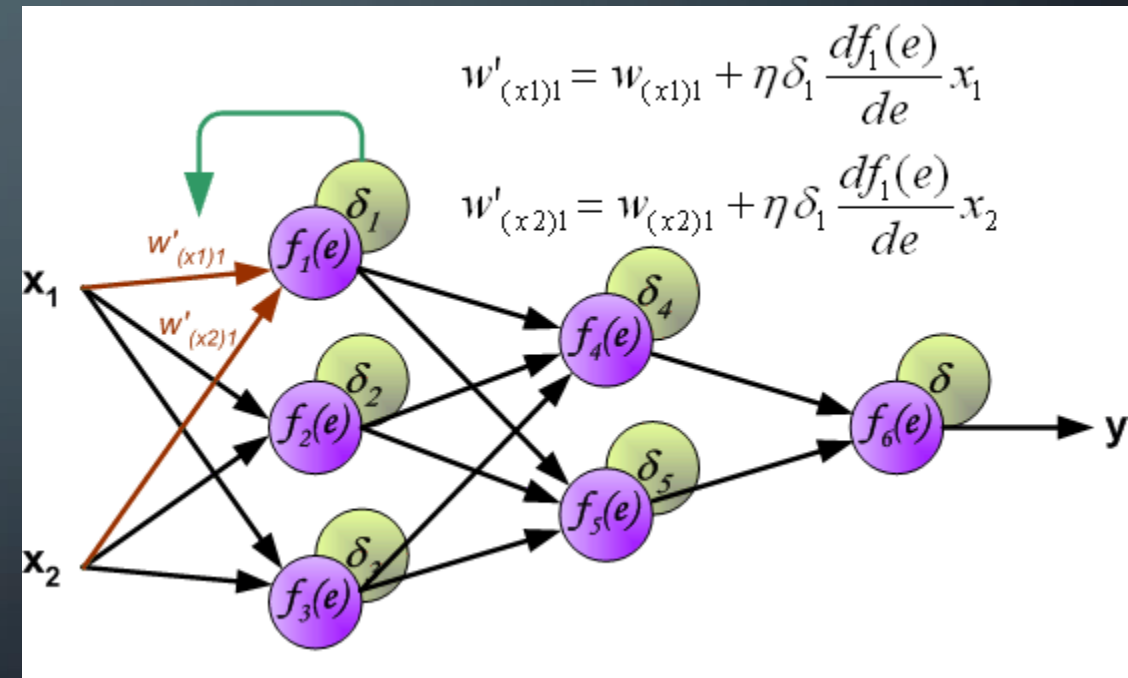 w'(x1)1 = w(x1)1 + ηδ1 df1(e)/de x1
w'(x2)1 = w(x2)1 + ηδ1 df1(e)/de x2
δ1
f1(e)
w'(x1)1
x1
w'(x2)1
δ4
f4(e)
δ2
f2(e)
δ
f6(e)
y
δ5
f5(e)
δ3
f3(e)
x2